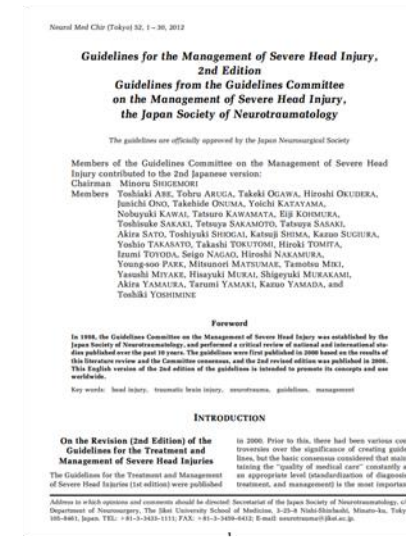 Neurol Med Chir (Tokyo) 52, 1–30, 2012
Guidelines for the Management of Severe Head Injury,
2nd Edition
Guidelines from the Guidelines Committee
on the Management of Severe Head Injury,
the Japan Society of Neurotraumatology
The guidelines are officially approved by the Japan Neurosurgical Society
Members of the Guidelines Committee on the Management of Severe Head
Injury contributed to the 2nd Japanese version:
Chairman Minoru SHIGEMORI
Members Toshiaki ABE, Tohru ARUGA, Takeki OGAWA, Hiroshi OKUDERA,
Junichi ONO, Takehide ONUMA, Yoichi KATAYAMA,
Nobuyuki KAWAI, Tatsuro KAWAMATA, Eiji KOHMURA,
Toshisuke SAKAKI, Tetsuya SAKAMOTO, Tatsuya SASAKI,
Akira SATO, Toshiyuki SHIOGAI, Katsuji SHIMA, Kazuo SUGIURA,
Yoshio TAKASATO, Takashi TOKUTOMI, Hiroki TOMITA,
Izumi TOYODA, Seigo NAGAO, Hiroshi NAKAMURA,
Young-soo PARK, Mitsunori MATSUMAE, Tamotsu MIKI,
Yasushi MIYAKE, Hisayuki MURAI, Shigeyuki MURAKAMI,
Akira YAMAURA, Tarumi YAMAKI, Kazuo YAMADA, and
Toshiki YOSHIMINE
Foreword
In 1998, the Guidelines Committee on the Management of Severe Head Injury was established by the
Japan Society of Neurotraumatology, and performed a critical review of national and international stu-
dies published over the past 10 years. The guidelines were first published in 2000 based on the results of
this literature review and the Committee consensus, and the 2nd revised edition was published in 2006.
This English version of the 2nd edition of the guidelines is intended to promote its concepts and use
worldwide.
Key words: head injury, traumatic brain injury, neurotrauma, guidelines, management
INTRODUCTION
On the Revision (2nd Edition) of the
Guidelines for the Treatment and
Management of Severe Head Injuries
The Guidelines for the Treatment and Management
of Severe Head Injuries (1st edition) were published
in 2000. Prior to this, there had been various con
troversies over the significance of creating guide
lines, but the basic consensus considered that main
taining the "quality of medical care" constantly a
an appropriate level (standardization of diagnosis
treatment, and management) is the most importan
Address to which opinions and comments should be directed: Secretariat of the Japan Society of Neurotraumatology, c/
Department of Neurosurgery, The Jikei University School of Medicine, 3-25-8 Nishi-Shinbashi, Minato-ku, Toky
105-8461, Japan. TEL: +81-3-3433-1111; FAX: +81-3-3459-6412; E-mail: neurotrauma@jikei.ac.jp.
1